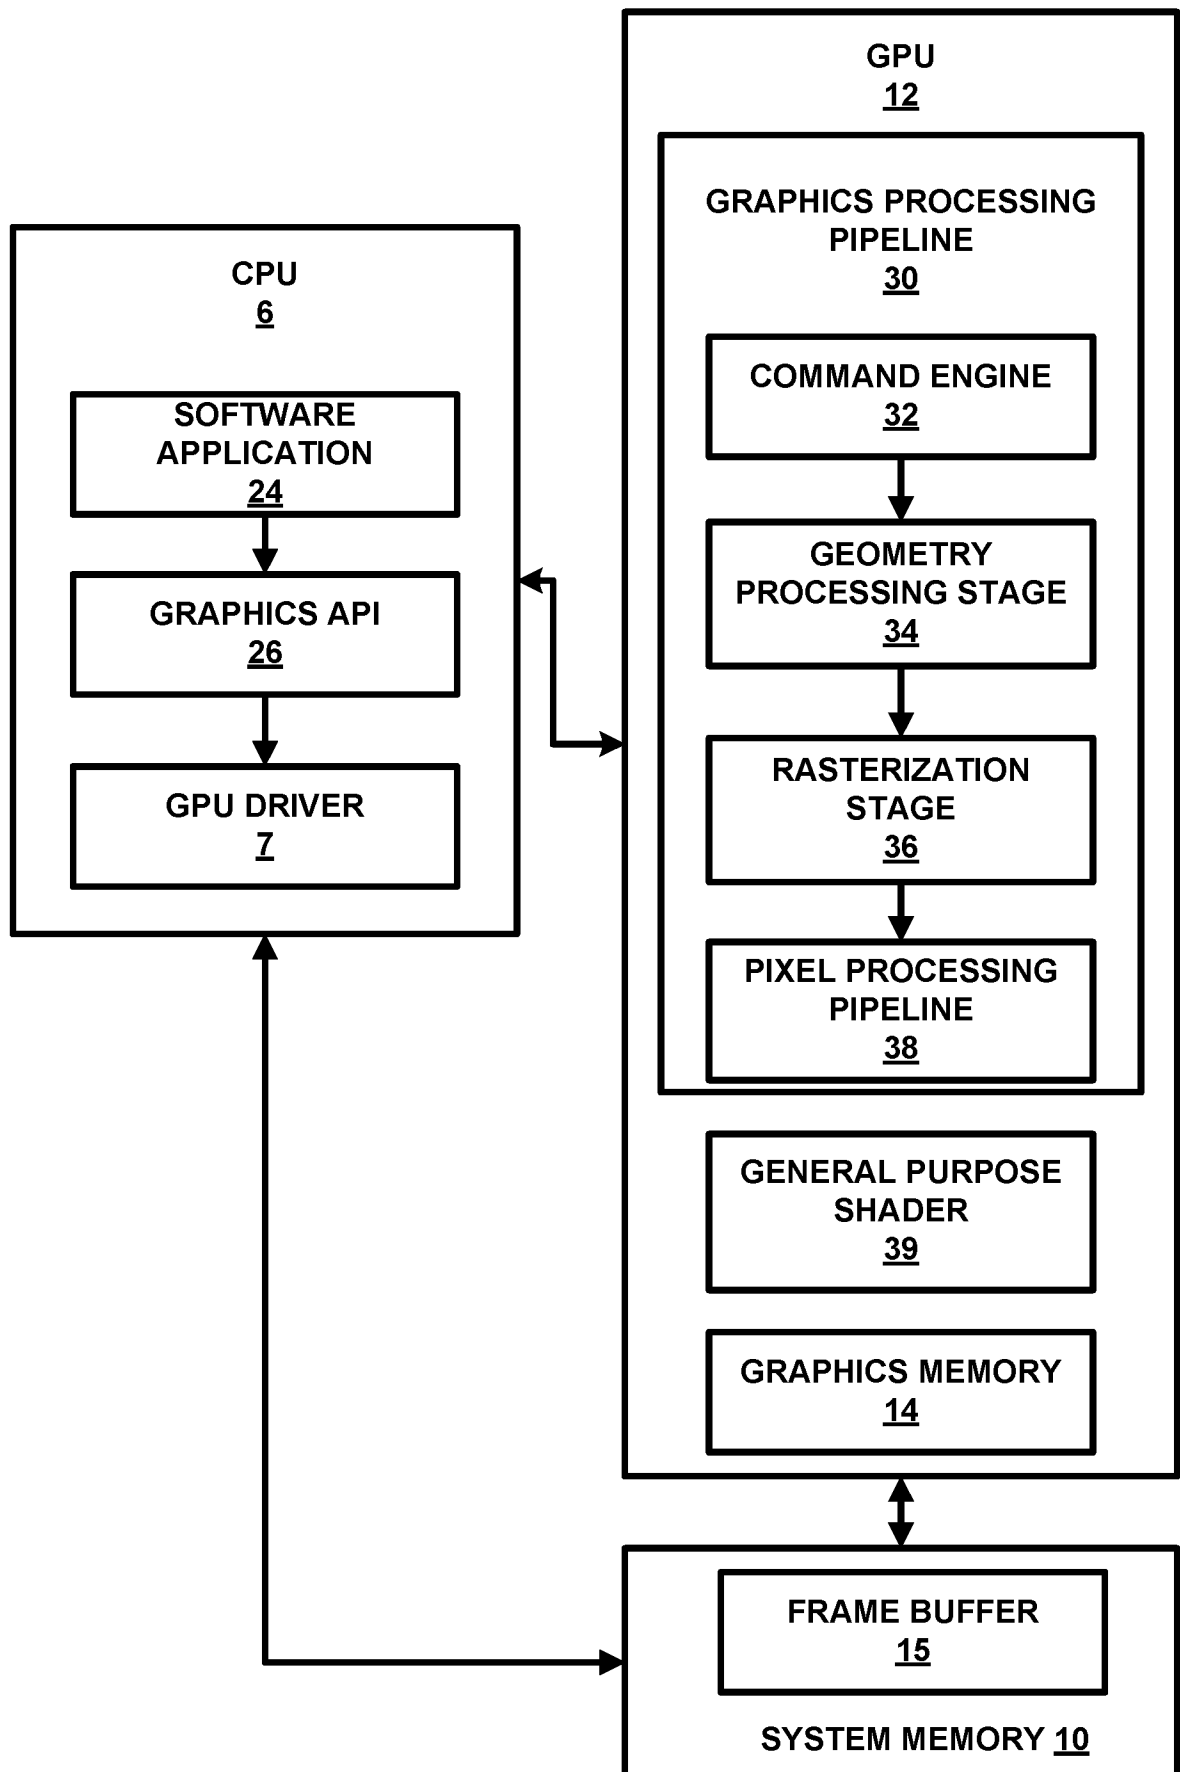 CPU
6
SOFTWARE
APPLICATION
24
GRAPHICS API
26
GPU DRIVER
7
GPU
12
GRAPHICS PROCESSING
PIPELINE
30
COMMAND ENGINE
32
GEOMETRY
PROCESSING STAGE
34
RASTERIZATION
STAGE
36
PIXEL PROCESSING
PIPELINE
38
GENERAL PURPOSE
SHADER
39
GRAPHICS MEMORY
14
FRAME BUFFER
15
SYSTEM MEMORY 10